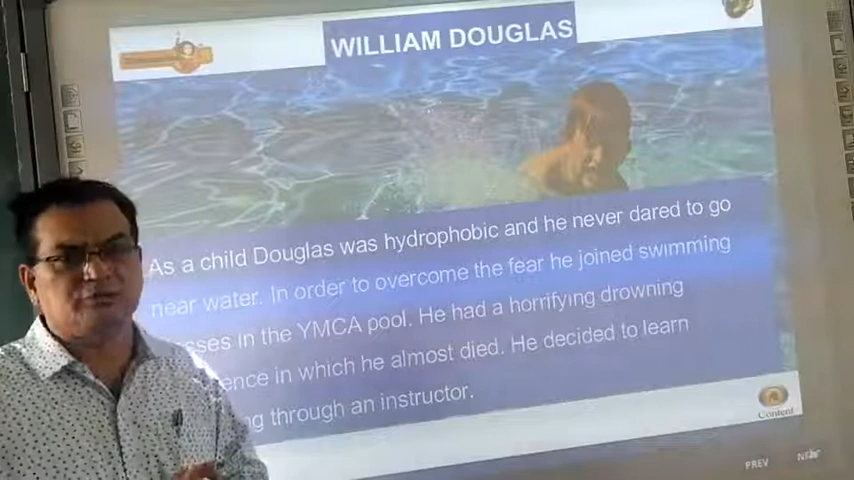 WILLIAM DOUGLAS
As a child Douglas was hydrophobic and he never dared to go
near water. In order to overcome the fear he joined swimming
in the YMCA pool. He had a horrifying drowning
in which he almost died. He decided to learn
through an instructor.
Content
PREV